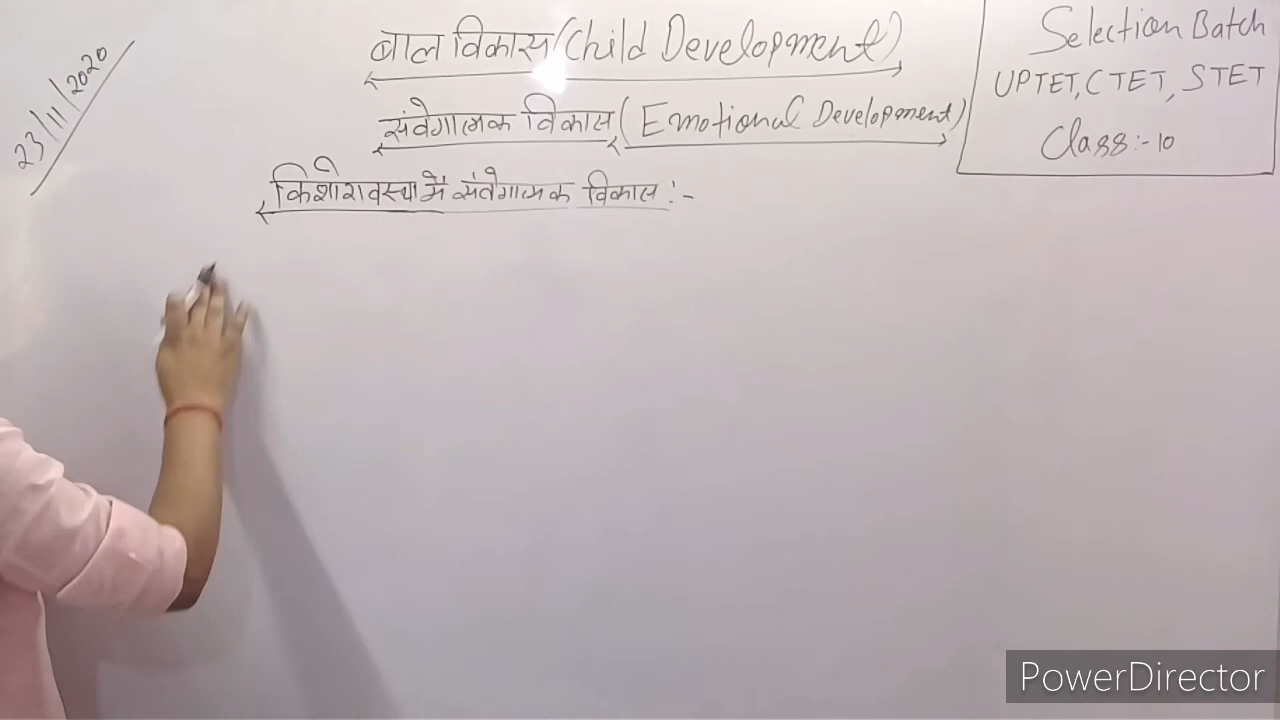 23/11/2020
बाल विकास (Child Development)
संवेगात्मक विकास (Emotional Development)
किशोरावस्था में संवेगात्मक विकास :-
Selection Batch
UPTET, CTET, STET
Class:- 10
PowerDirector